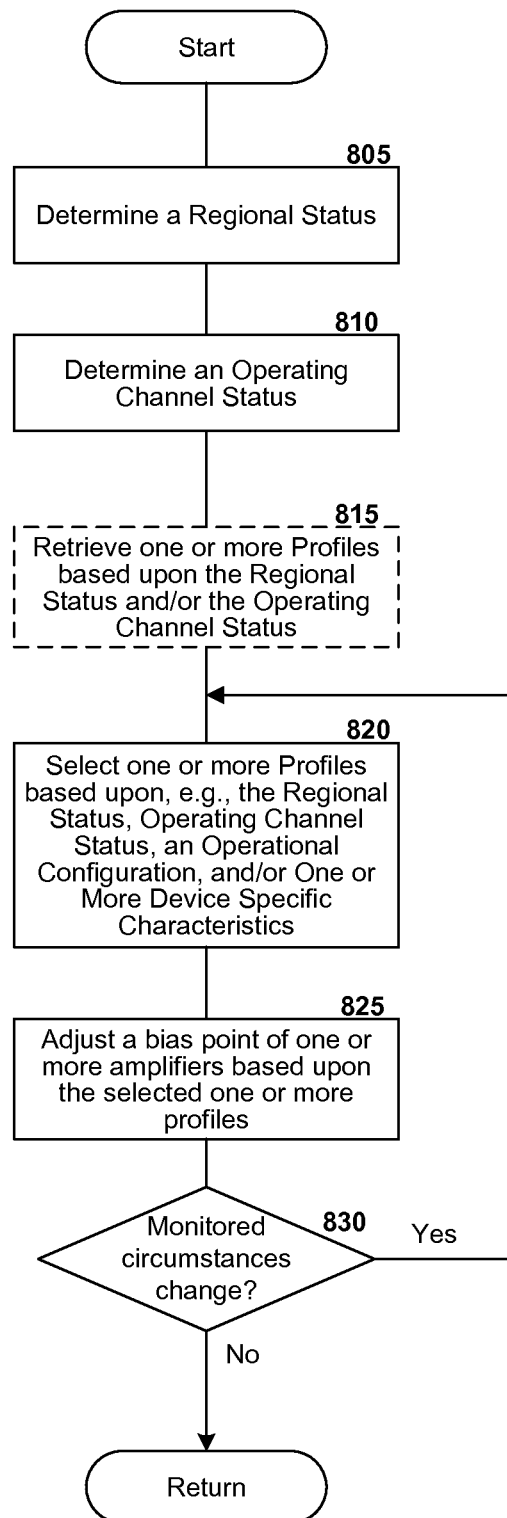 Start
805
Determine a Regional Status
810
Determine an Operating
Channel Status
815
Retrieve one or more Profiles
based upon the Regional
Status and/or the Operating
Channel Status
820
Select one or more Profiles
based upon, e.g., the Regional
Status, Operating Channel
Status, an Operational
Configuration, and/or One or
More Device Specific
Characteristics
825
Adjust a bias point of one or
more amplifiers based upon
the selected one or more
profiles
830
Monitored
circumstances
change?
Yes
No
Return